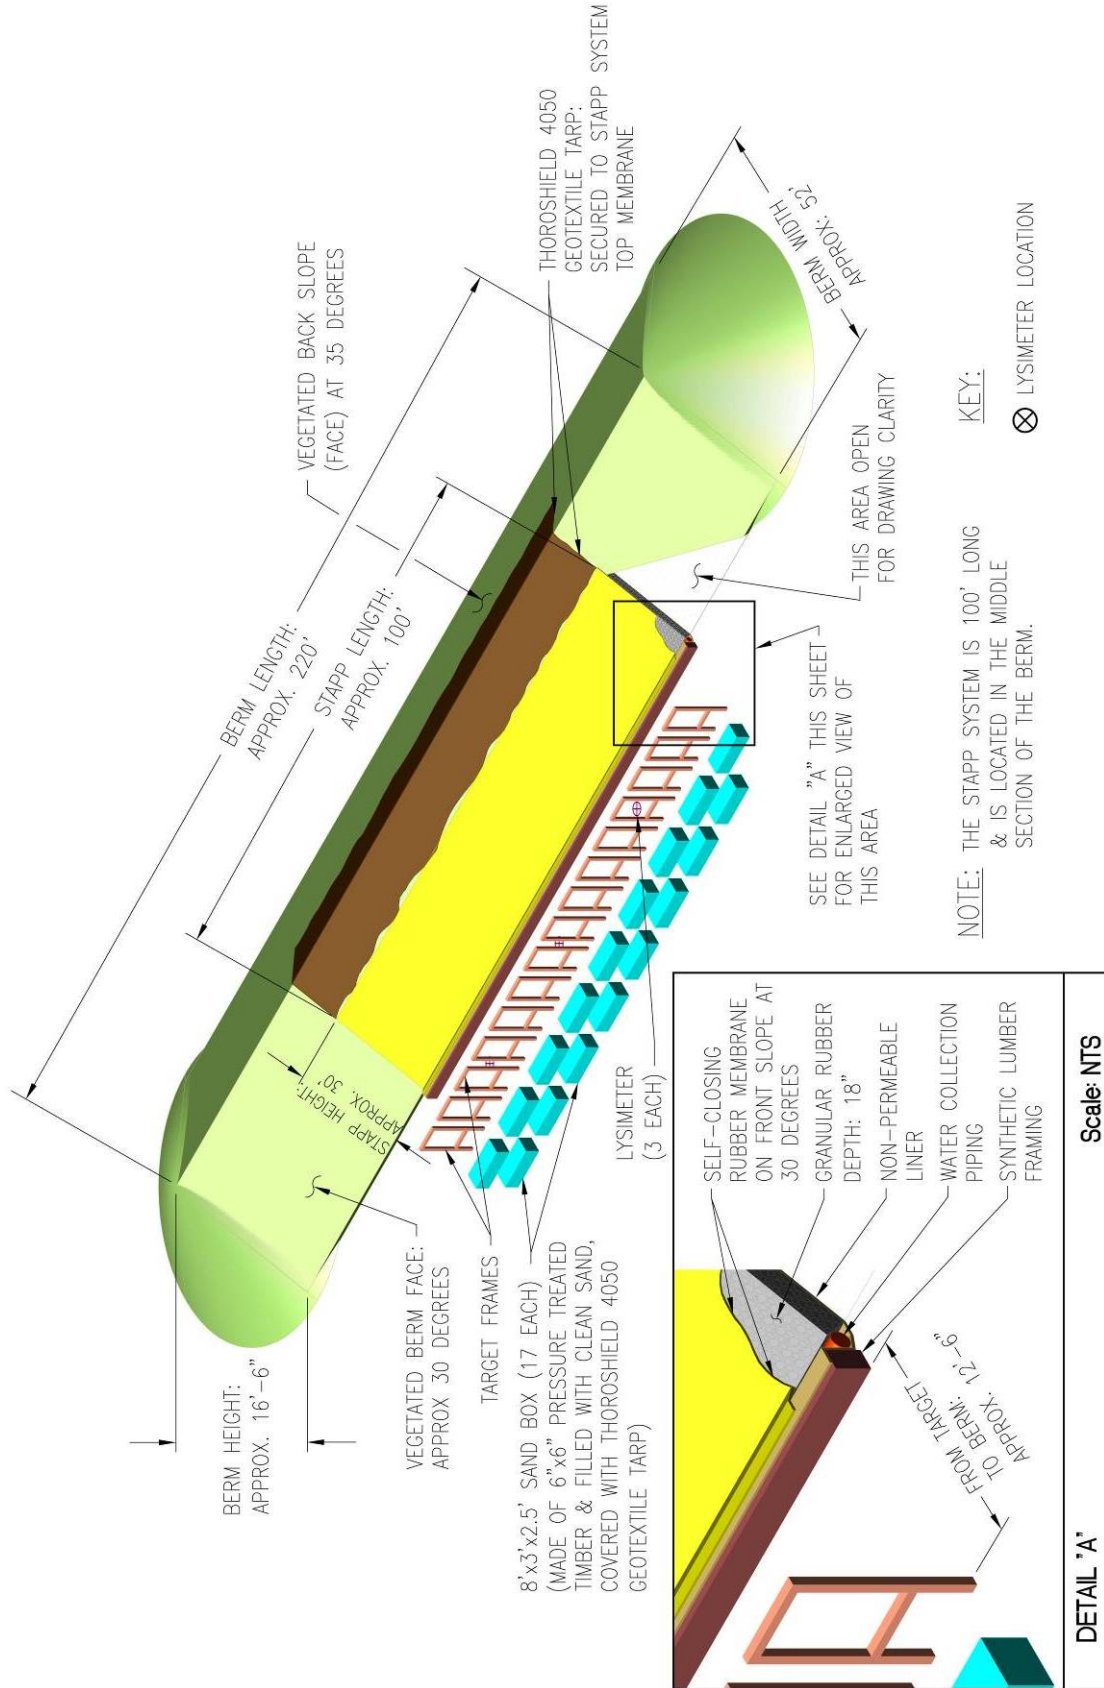 BERM HEIGHT:
APPROX. 16'-6"
BERM LENGTH:
APPROX. 220'
STAPP LENGTH:
APPROX. 100'
VEGETATED BACK SLOPE
(FACE) AT 35 DEGREES
THOROSHIELD 4050
GEOTEXTILE TARP:
SECURED TO STAPP SYSTEM
TOP MEMBRANE
STAPP HEIGHT:
APPROX. 30'
BERM WIDTH
APPROX: 52'
VEGETATED BERM FACE:
APPROX 30 DEGREES
TARGET FRAMES
8'x3'x2.5' SAND BOX (17 EACH)
(MADE OF 6"x6" PRESSURE TREATED
TIMBER & FILLED WITH CLEAN SAND,
COVERED WITH THOROSHIELD 4050
GEOTEXTILE TARP)
LYSIMETER
(3 EACH)
SEE DETAIL "A" THIS SHEET
FOR ENLARGED VIEW OF
THIS AREA
THIS AREA OPEN
FOR DRAWING CLARITY
NOTE: THE STAPP SYSTEM IS 100' LONG
& IS LOCATED IN THE MIDDLE
SECTION OF THE BERM.
KEY:
⊗ LYSIMETER LOCATION
SELF-CLOSING
RUBBER MEMBRANE
ON FRONT SLOPE AT
30 DEGREES
GRANULAR RUBBER
DEPTH: 18"
NON-PERMEABLE
LINER
WATER COLLECTION
PIPING
SYNTHETIC LUMBER
FRAMING
FROM TARGET
TO BERM:
APPROX. 12'-6"
DETAIL "A"
Scale: NTS